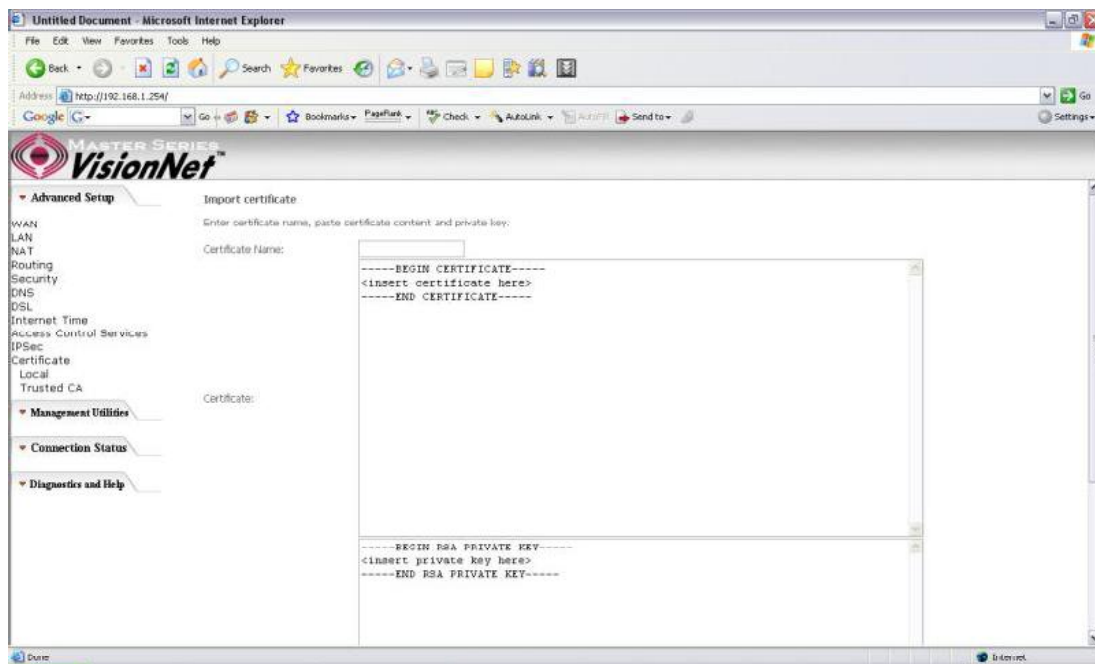 Untitled Document - Microsoft Internet Explorer
File Edit View Favorites Tools Help
Back Search Favorites
Address http://192.168.1.254/ Go
Google G Go Bookmarks PageRank Check AutoLink AutoFill Send to Settings
MASTER SERIES
VisionNet™
Advanced Setup
WAN
LAN
NAT
Routing
Security
DNS
DSL
Internet Time
Access Control Services
IPSec
Certificate
Local
Trusted CA
Management Utilities
Connection Status
Diagnostics and Help
Import certificate
Enter certificate name, paste certificate content and private key.
Certificate Name:
Certificate:
-----BEGIN CERTIFICATE-----
<insert certificate here>
-----END CERTIFICATE-----
-----BEGIN RSA PRIVATE KEY-----
<insert private key here>
-----END RSA PRIVATE KEY-----
Done Internet